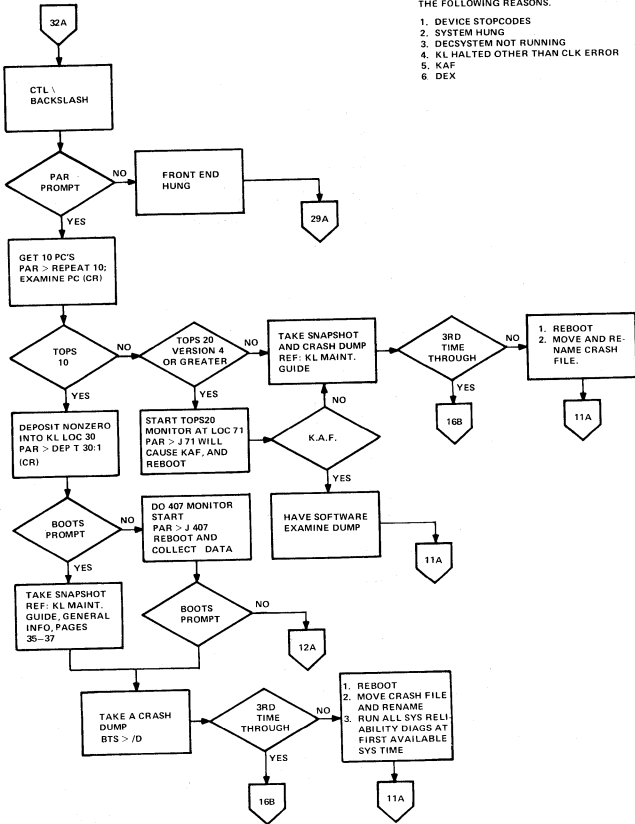 THE FOLLOWING REASONS.
1. DEVICE STOPCODES
2. SYSTEM HUNG
3. DECSYSTEM NOT RUNNING
4. KL HALTED OTHER THAN CLK ERROR
5. KAF
6 DEX
32A
CTL \
BACKSLASH
PAR
PROMPT
NO
YES
FRONT END
HUNG
29A
GET 10 PC'S
PAR > REPEAT 10;
EXAMINE PC (CR)
TOPS
10
NO
YES
TOPS 20
VERSION 4
OR GREATER
NO
YES
TAKE SNAPSHOT
AND CRASH DUMP
REF: KL MAINT.
GUIDE
3RD
TIME
THROUGH
NO
YES
1. REBOOT
2. MOVE AND RE-
NAME CRASH
FILE.
16B
11A
DEPOSIT NONZERO
INTO KL LOC 30
PAR > DEP T 30:1
(CR)
START TOPS20
MONITOR AT LOC 71
PAR > J 71 WILL
CAUSE KAF, AND
REBOOT
NO
K.A.F.
YES
BOOTS
PROMPT
NO
YES
DO 407 MONITOR
START
PAR > J 407
REBOOT AND
COLLECT DATA
HAVE SOFTWARE
EXAMINE DUMP
11A
TAKE SNAPSHOT
REF: KL MAINT.
GUIDE, GENERAL
INFO, PAGES
35-37
BOOTS
PROMPT
NO
12A
TAKE A CRASH
DUMP
BTS > /D
3RD
TIME
THROUGH
NO
YES
1. REBOOT
2. MOVE CRASH FILE
AND RENAME
3. RUN ALL SYS RELI-
ABILITY DIAGS AT
FIRST AVAILABLE
SYS TIME
16B
11A